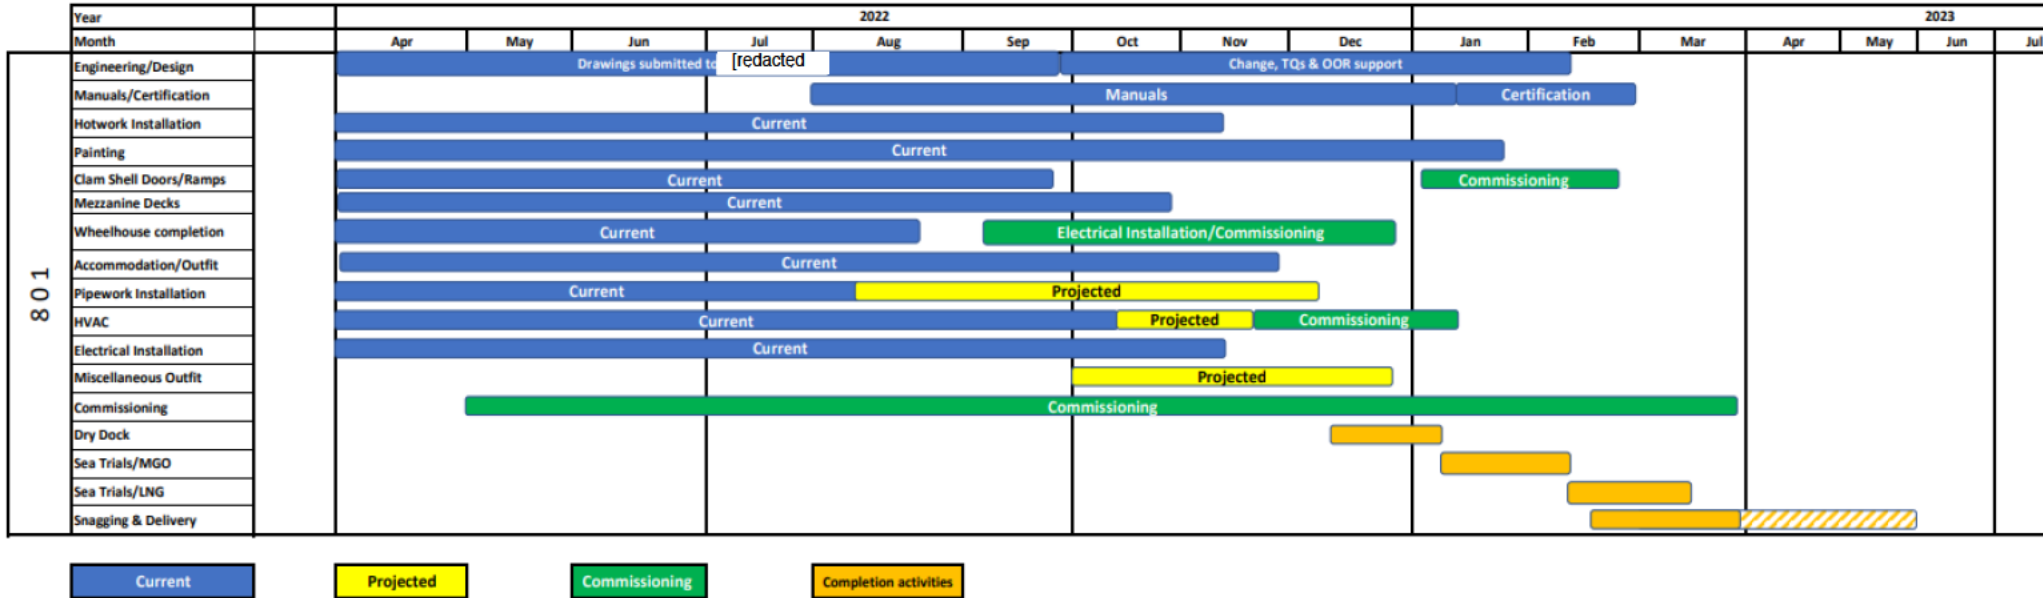 Year 2022 2023
Month Apr May Jun Jul Aug Sep Oct Nov Dec Jan Feb Mar Apr May Jun Jul
801
Engineering/Design Drawings submitted to [redacted Change, TQs & OOR support
Manuals/Certification Manuals Certification
Hotwork Installation Current
Painting Current
Clam Shell Doors/Ramps Current Commissioning
Mezzanine Decks Current
Wheelhouse completion Current Electrical Installation/Commissioning
Accommodation/Outfit Current
Pipework Installation Current Projected
HVAC Current Projected Commissioning
Electrical Installation Current
Miscellaneous Outfit Projected
Commissioning Commissioning
Dry Dock
Sea Trials/MGO
Sea Trials/LNG
Snagging & Delivery
Current Projected Commissioning Completion activities